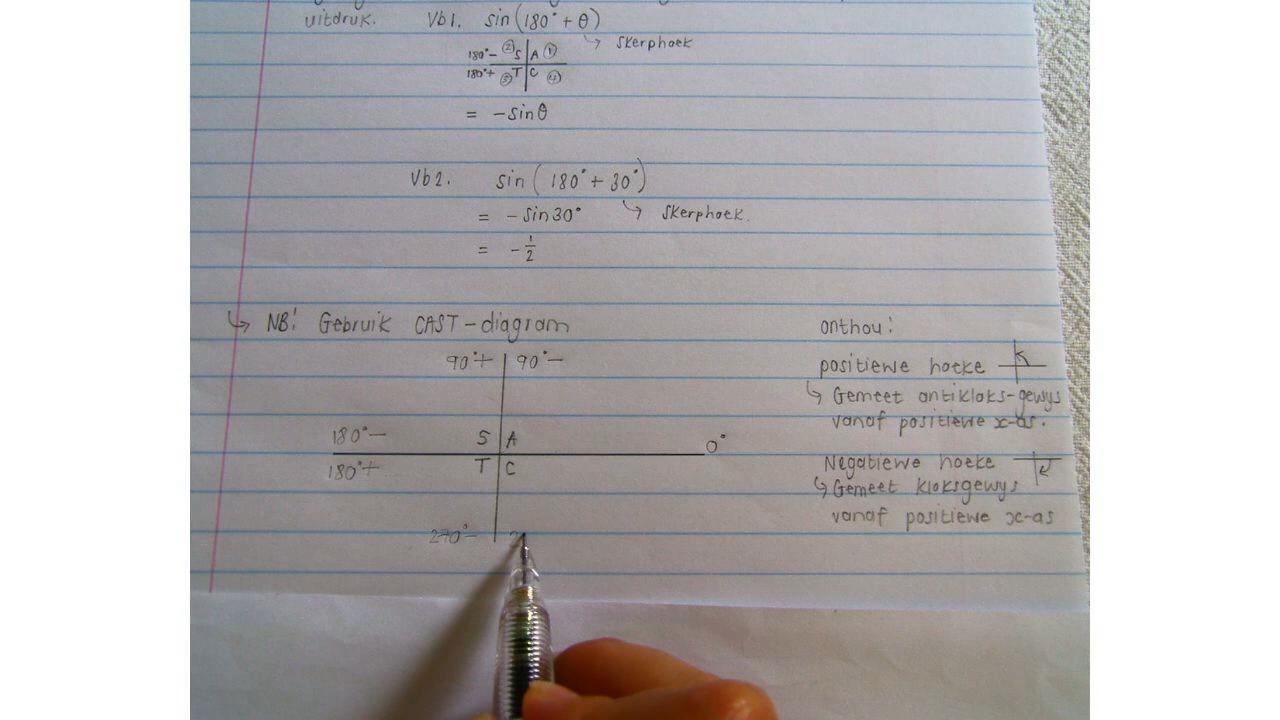 uitdruk. Vb1. sin(180° + θ)
↳ skerphoek
180°- ② S A ①
180°+ ③ T C ④
= -sinθ
Vb2. sin(180° + 30°)
= -sin30° ↳ skerphoek.
= -1/2
↳ NB! Gebruik CAST-diagram
90°+ 90°-
180°- S A 0°
180°+ T C
270°-
Onthou:
positiewe hoeke
↳ Gemeet antikloks-gewys
vanaf positiewe x-as.
Negatiewe hoeke
↳ Gemeet kloksgewys
vanaf positiewe x-as